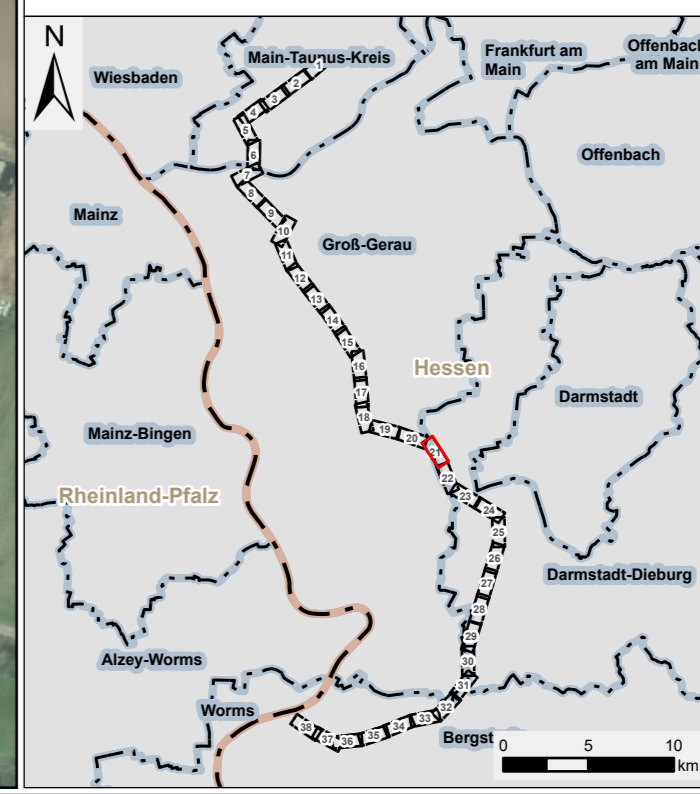 N
Wiesbaden
Main-Taunus-Kreis
Frankfurt am
Main
Offenbach
am Main
Offenbach
Mainz
Groß-Gerau
Hessen
Darmstadt
Mainz-Bingen
Rheinland-Pfalz
Darmstadt-Dieburg
Alzey-Worms
Worms
Bergst
1
2
3
4
5
6
7
8
9
10
11
12
13
14
15
16
17
18
19
20
21
22
23
24
25
26
27
28
29
30
31
32
33
34
35
36
37
38
0 5 10
km